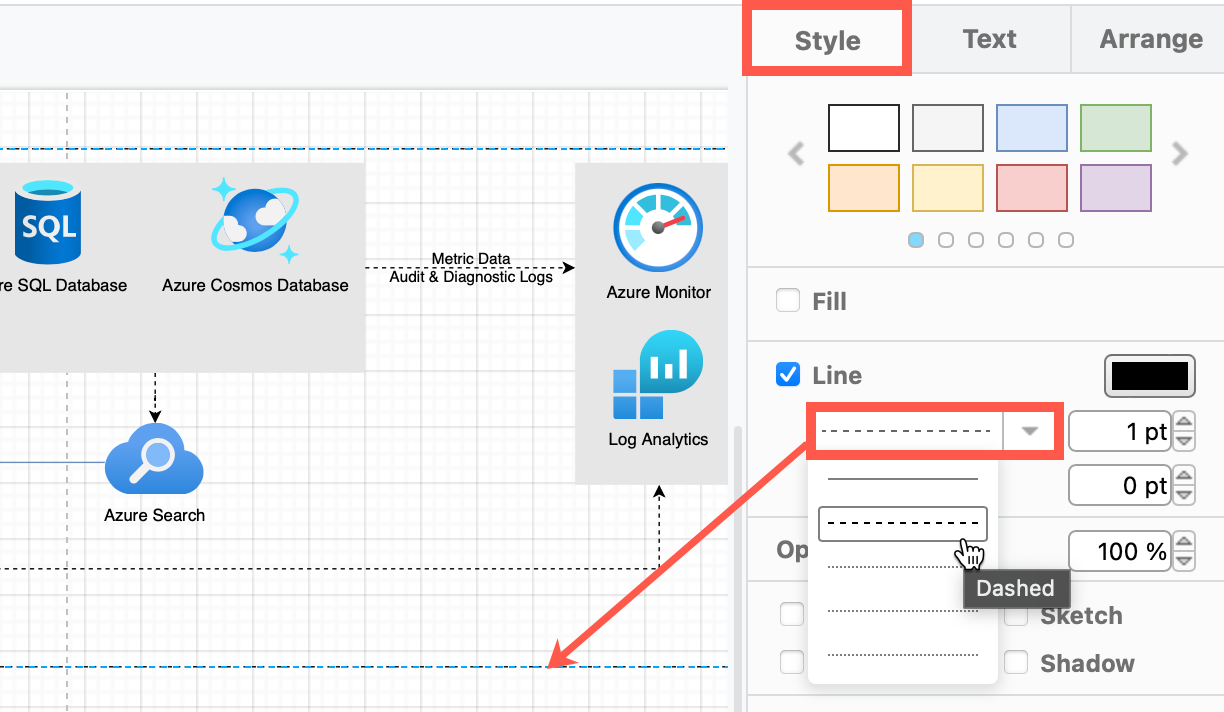 Style
Text
Arrange
SQL
re SQL Database
Azure Cosmos Database
Metric Data
Audit & Diagnostic Logs
Azure Monitor
Log Analytics
Azure Search
Fill
Line
1 pt
0 pt
Op
100 %
Dashed
Sketch
Shadow